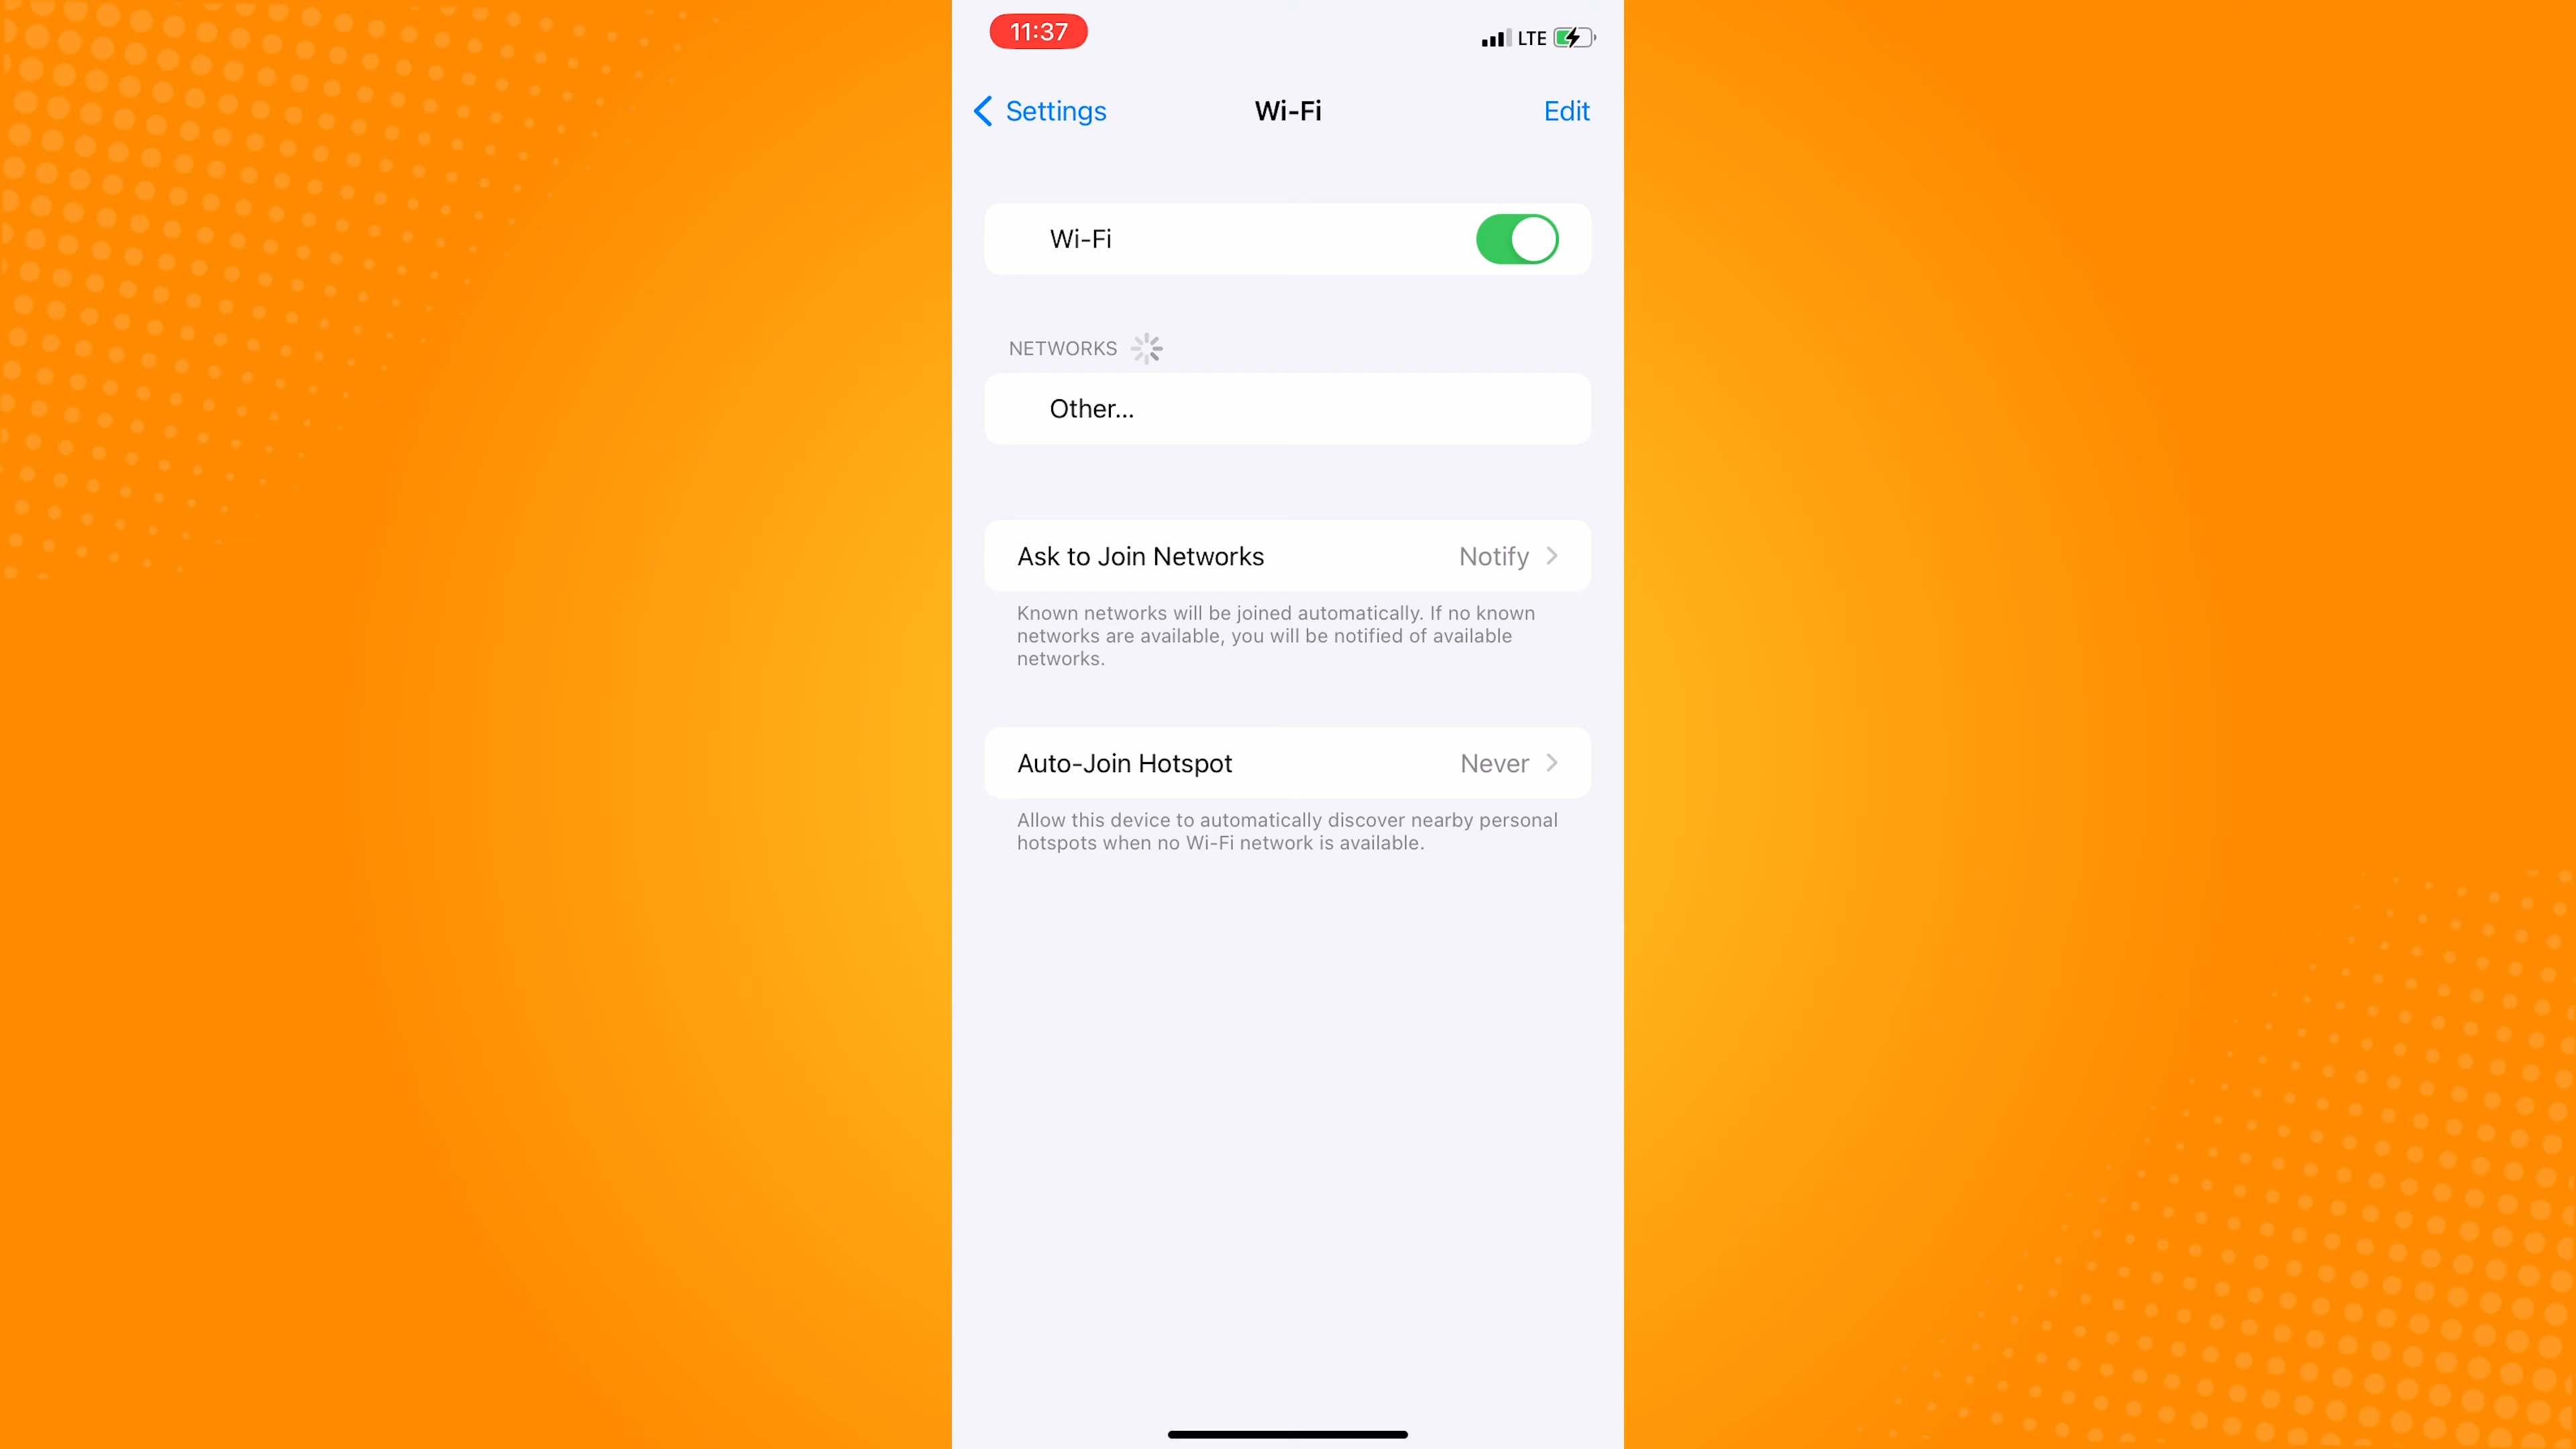 11:37
LTE
Settings
Wi-Fi
Edit
Wi-Fi
NETWORKS
Other...
Ask to Join Networks Notify
Known networks will be joined automatically. If no known
networks are available, you will be notified of available
networks.
Auto-Join Hotspot Never
Allow this device to automatically discover nearby personal
hotspots when no Wi-Fi network is available.